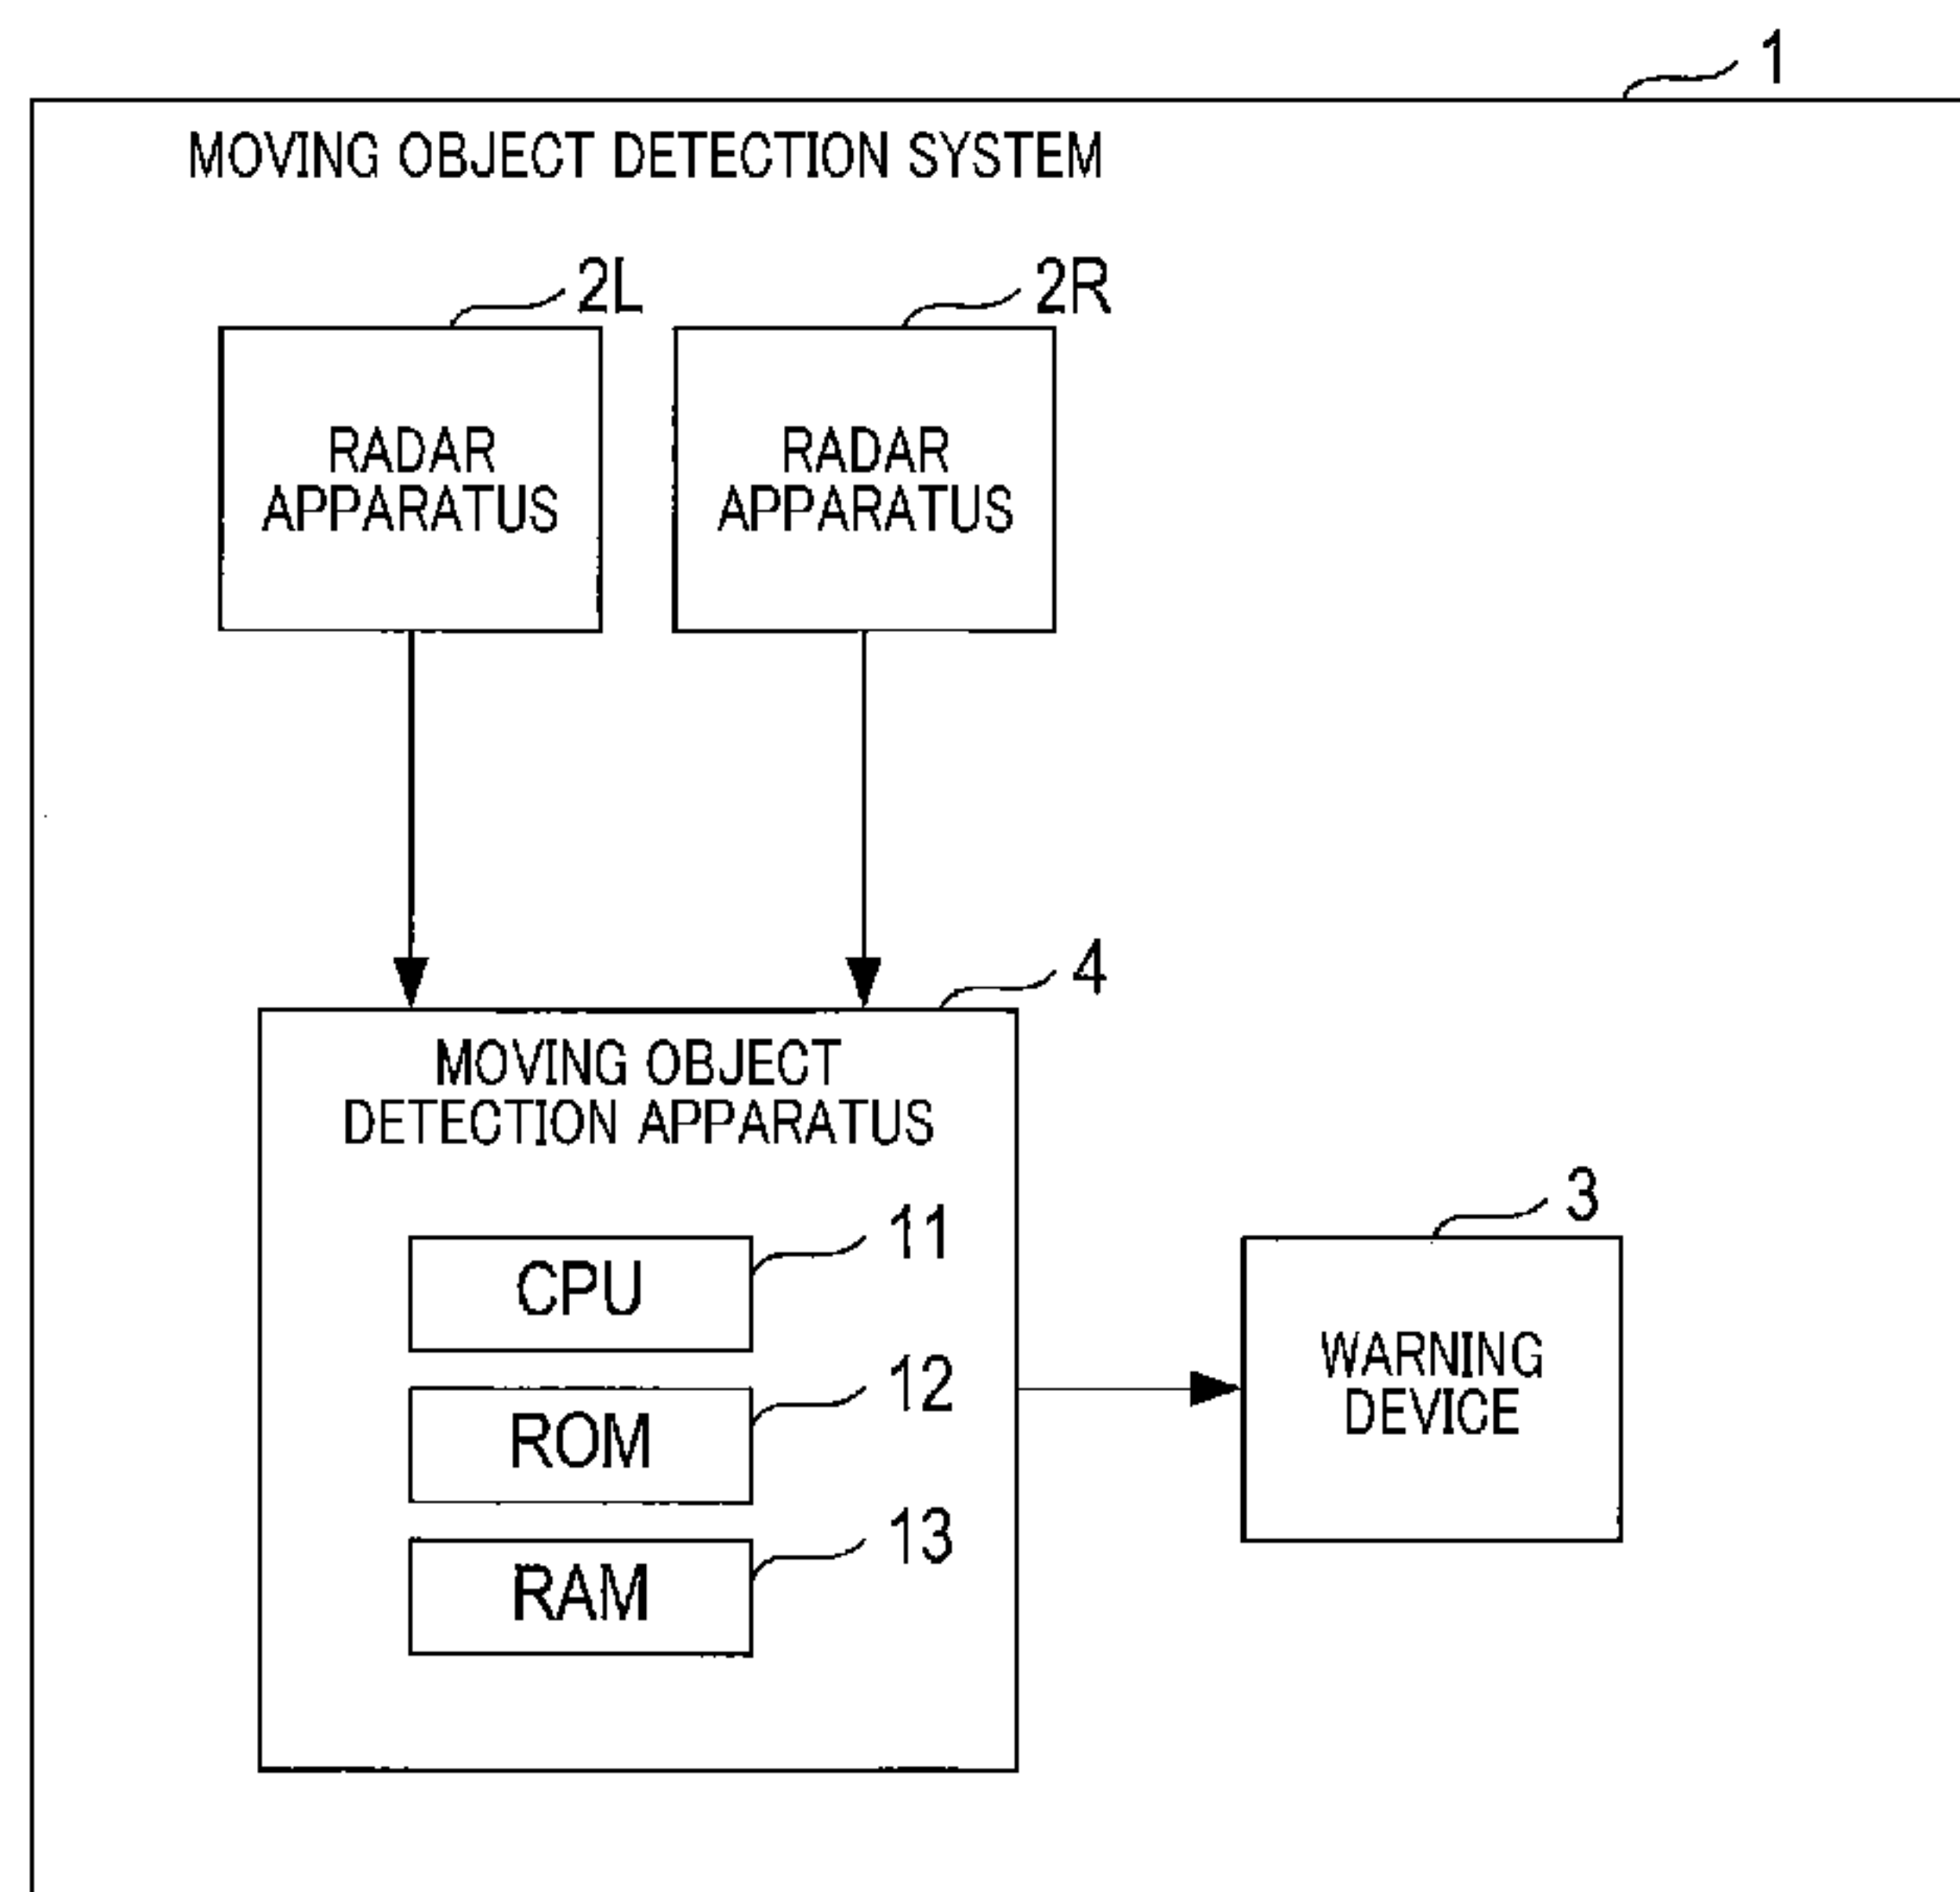 1
MOVING OBJECT DETECTION SYSTEM
2L
2R
RADAR
APPARATUS
RADAR
APPARATUS
4
MOVING OBJECT
DETECTION APPARATUS
11
CPU
12
ROM
13
RAM
3
WARNING
DEVICE